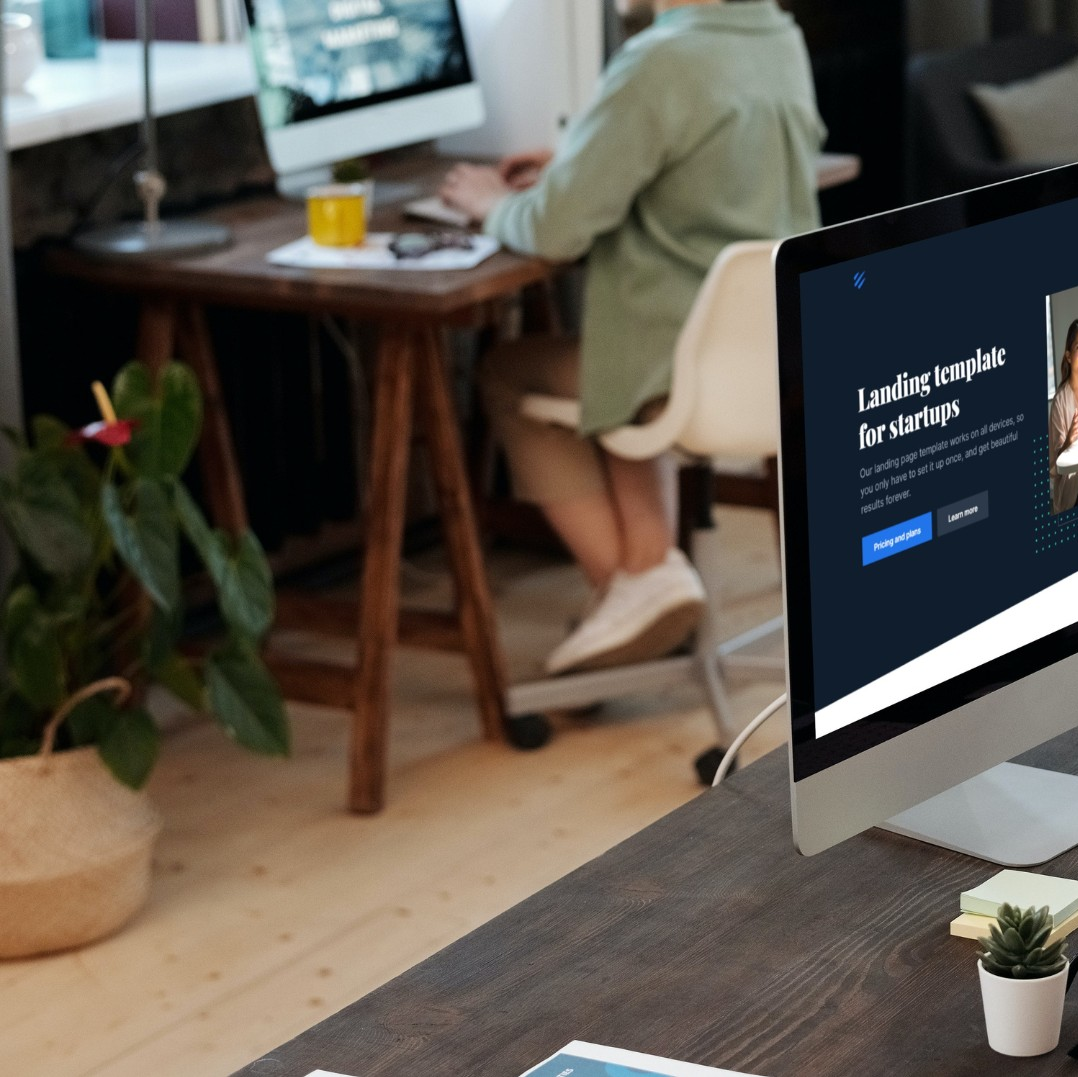 DIGITAL
MARKETING
Landing template
for startups
Our landing page template works on all devices, so
you only have to set it up once, and get beautiful
results forever.
Pricing and plans
Learn more